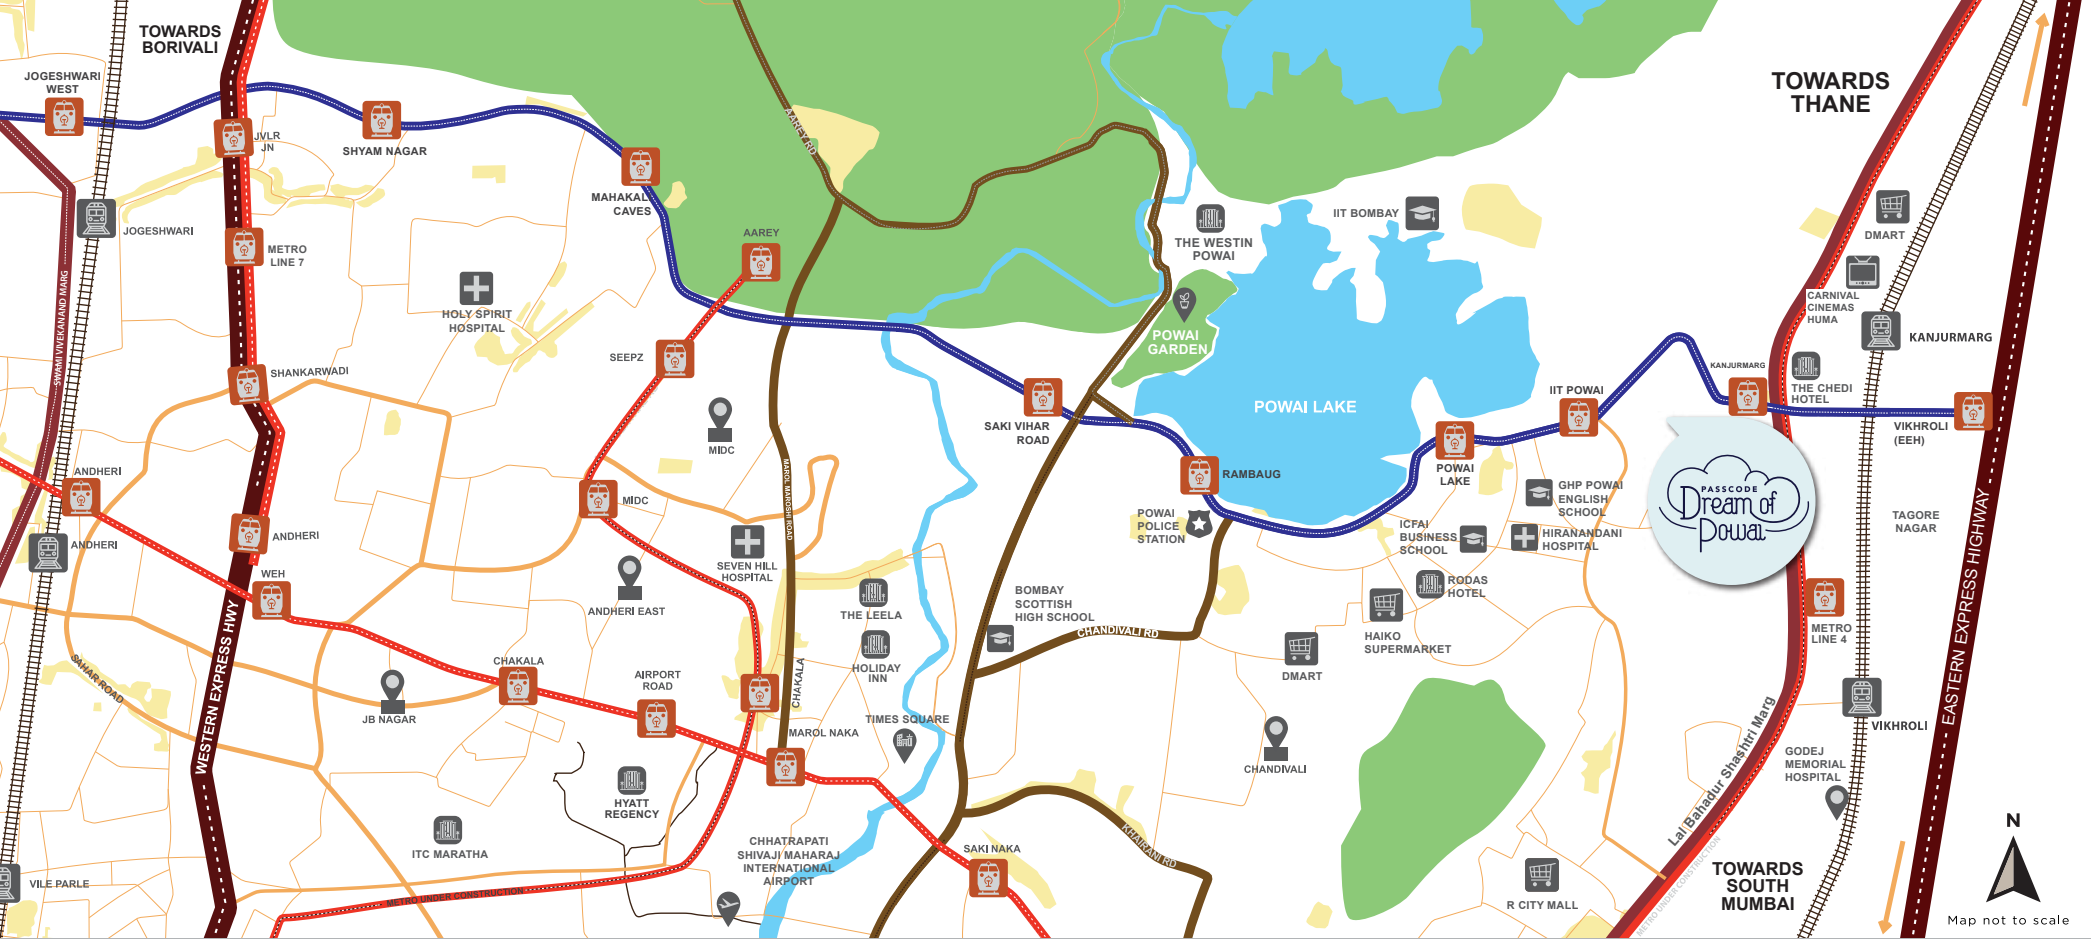 TOWARDS
BORIVALI
JOGESHWARI
WEST
JVLR
JN
SHYAM NAGAR
MAHAKAL
CAVES
JOGESHWARI
METRO
LINE 7
AAREY RD
AAREY
HOLY SPIRIT
HOSPITAL
SEEPZ
SHANKARWADI
SWAMI VIVEKANAND MARG
MIDC
MIDC
MAROL MAROSHI ROAD
ANDHERI
ANDHERI
ANDHERI
WEH
SEVEN HILL
HOSPITAL
ANDHERI EAST
THE LEELA
HOLIDAY
INN
SAHAR ROAD
WESTERN EXPRESS HWY
JB NAGAR
CHAKALA
AIRPORT
ROAD
CHAKALA
MAROL NAKA
TIMES SQUARE
HYATT
REGENCY
ITC MARATHA
VILE PARLE
METRO UNDER CONSTRUCTION
CHHATRAPATI
SHIVAJI MAHARAJ
INTERNATIONAL
AIRPORT
SAKI NAKA
KHAIRANI RD
THE WESTIN
POWAI
IIT BOMBAY
POWAI
GARDEN
POWAI LAKE
SAKI VIHAR
ROAD
RAMBAUG
POWAI
POLICE
STATION
BOMBAY
SCOTTISH
HIGH SCHOOL
CHANDIVALI RD
DMART
CHANDIVALI
ICFAI
BUSINESS
SCHOOL
POWAI
LAKE
IIT POWAI
GHP POWAI
ENGLISH
SCHOOL
HIRANANDANI
HOSPITAL
RODAS
HOTEL
HAIKO
SUPERMARKET
R CITY MALL
TOWARDS
THANE
DMART
CARNIVAL
CINEMAS
HUMA
KANJURMARG
KANJURMARG
THE CHEDI
HOTEL
VIKHROLI
(EEH)
PASSCODE
Dream of
Powai
TAGORE
NAGAR
METRO
LINE 4
EASTERN EXPRESS HIGHWAY
VIKHROLI
Lal Bahadur Shashtri Marg
METRO UNDER CONSTRUCTION
GODEJ
MEMORIAL
HOSPITAL
TOWARDS
SOUTH
MUMBAI
N
Map not to scale